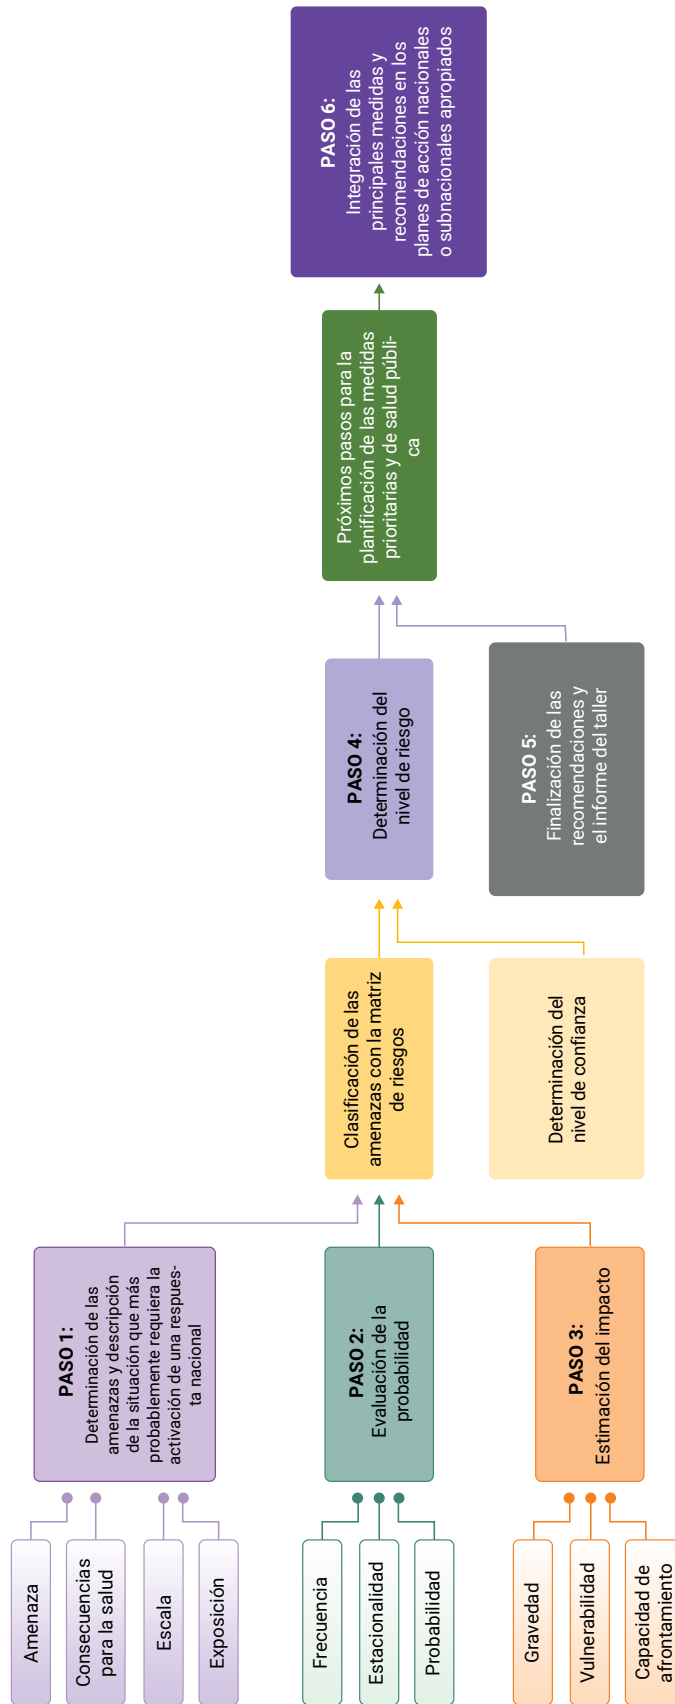 Amenaza
Consecuencias
para la salud
Escala
Exposición
PASO 1:
Determinación de las
amenazas y descripción
de la situación que más
probablemente requiera la
activación de una respues-
ta nacional
Frecuencia
Estacionalidad
Probabilidad
PASO 2:
Evaluación de la
probabilidad
Gravedad
Vulnerabilidad
Capacidad de
afrontamiento
PASO 3:
Estimación del impacto
Clasificación de las
amenazas con la matriz
de riesgos
Determinación del
nivel de confianza
PASO 4:
Determinación del
nivel de riesgo
PASO 5:
Finalización de las
recomendaciones y
el informe del taller
Próximos pasos para la
planificación de las medidas
prioritarias y de salud públi-
ca
PASO 6:
Integración de las
principales medidas y
recomendaciones en los
planes de acción nacionales
o subnacionales apropiados